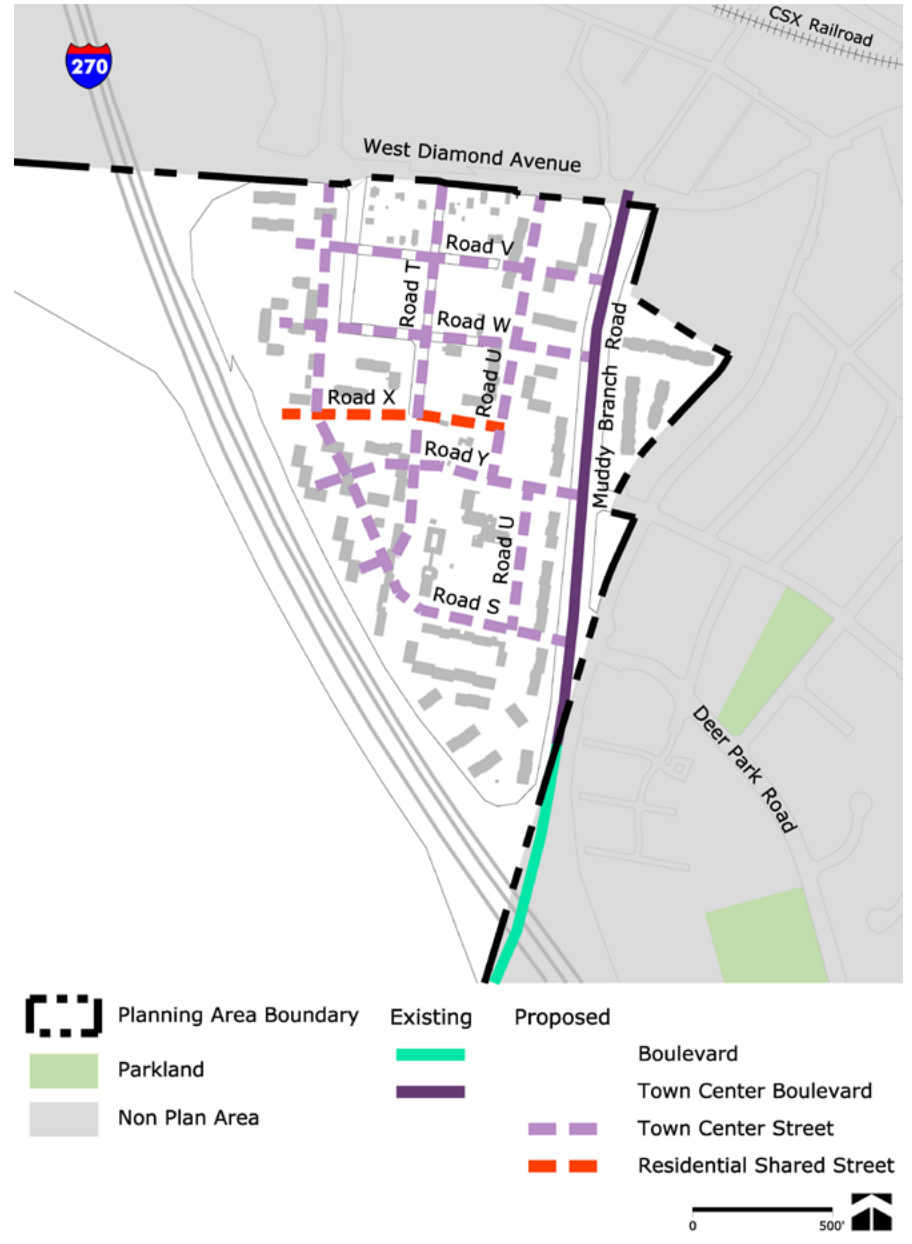 CSX Railroad
270
West Diamond Avenue
Road V
Road T
Road W
Road U
Muddy Branch Road
Road X
Road Y
Road U
Road S
Deer Park Road
Planning Area Boundary
Existing
Proposed
Parkland
Boulevard
Town Center Boulevard
Non Plan Area
Town Center Street
Residential Shared Street
0
500'